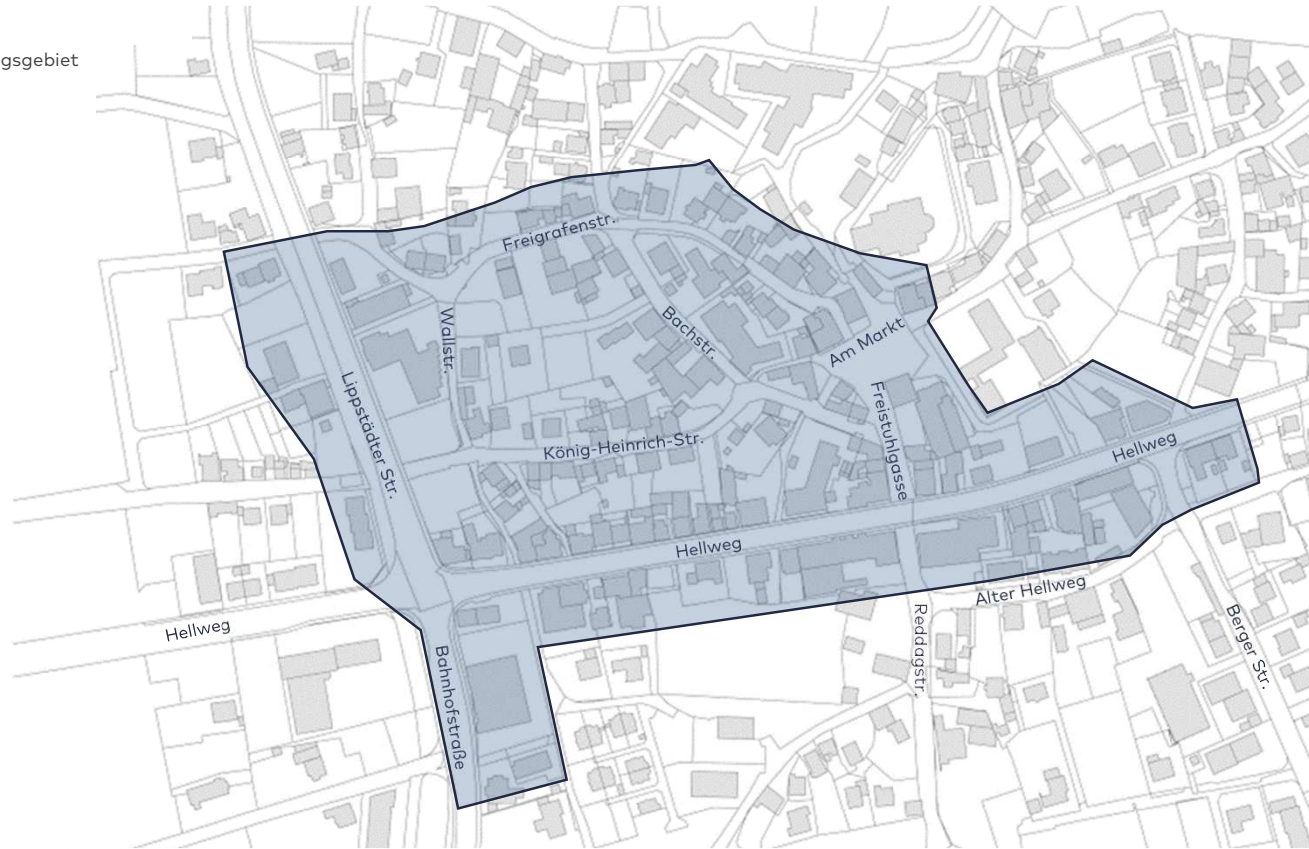 gsgebiet
Freigrafenstr.
Wallstr.
Bachstr.
Am Markt
Lippstädter Str.
Freistuhlgasse
König-Heinrich-Str.
Hellweg
Hellweg
Alter Hellweg
Hellweg
Reddagstr.
Berger Str.
Bahnhofstraße